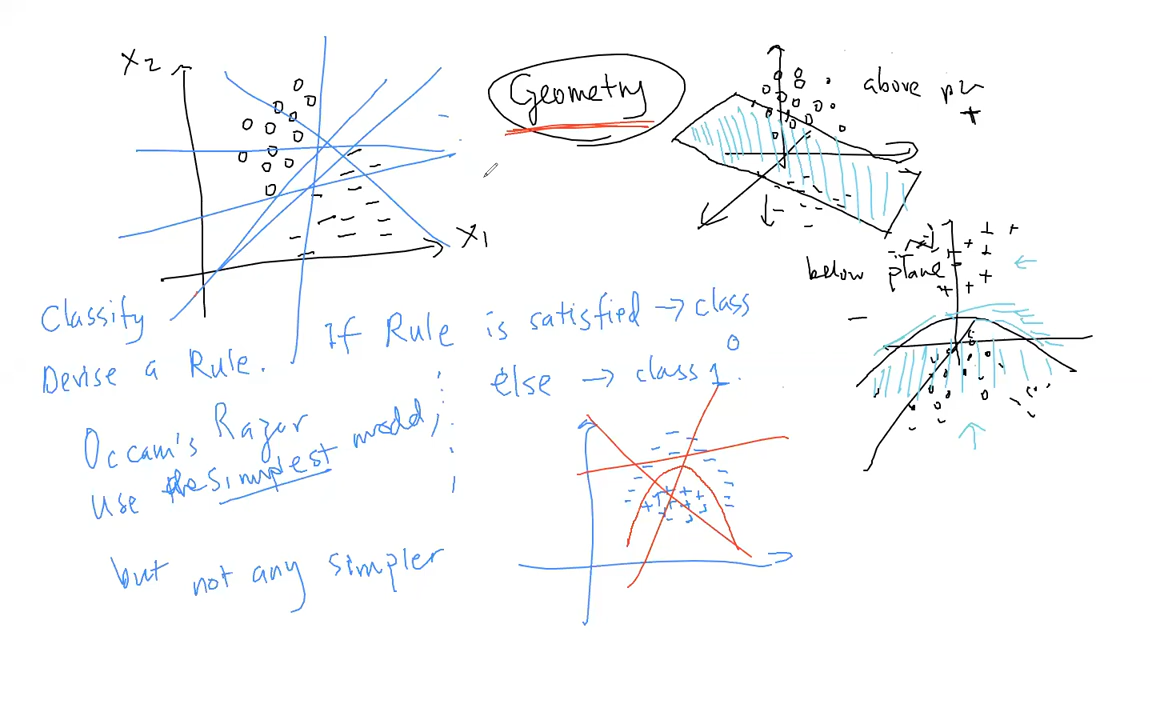 X2
Geometry
above
+
X1
below plane
-
Classify
If Rule is satisfied → class
0
Devise a Rule.
else → class 1.
Occam's Razor
use the simplest model,
but not any simpler